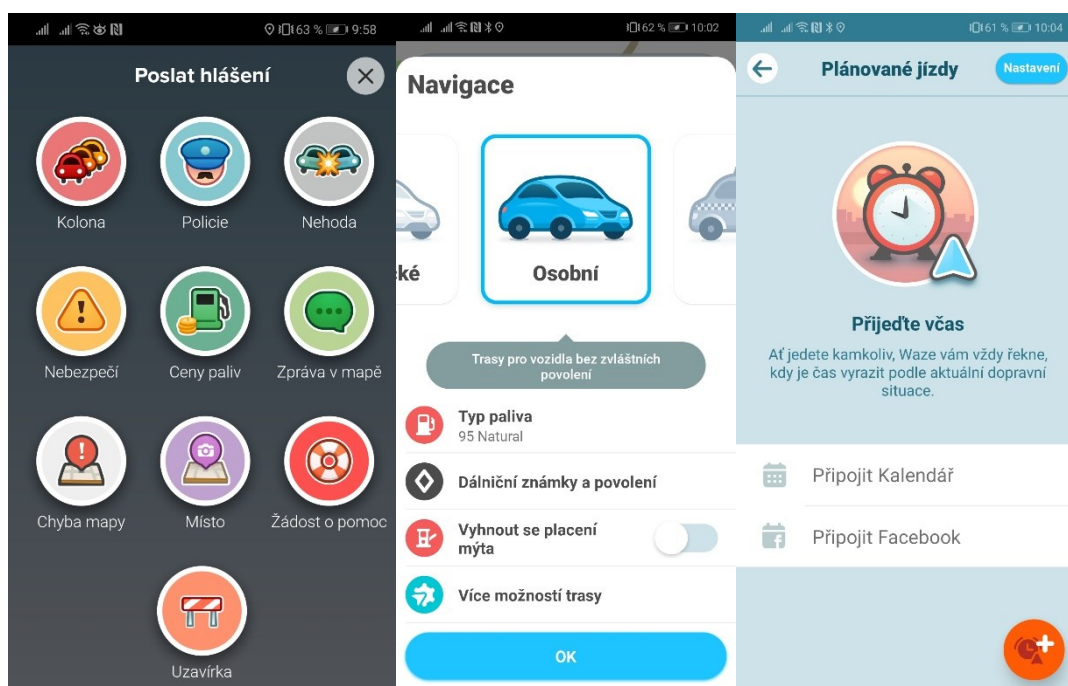 63 % 9:58
Poslat hlášení
Kolona Policie Nehoda
Nebezpečí Ceny paliv Zpráva v mapě
Chyba mapy Místo Žádost o pomoc
Uzavírka
62 % 10:02
Navigace
ké Osobní
Trasy pro vozidla bez zvláštních
povolení
Typ paliva
95 Natural
Dálniční známky a povolení
Vyhnout se placení
mýta
Více možností trasy
OK
61 % 10:04
Plánované jízdy Nastavení
Přijeďte včas
Ať jedete kamkoliv, Waze vám vždy řekne,
kdy je čas vyrazit podle aktuální dopravní
situace.
Připojit Kalendář
Připojit Facebook